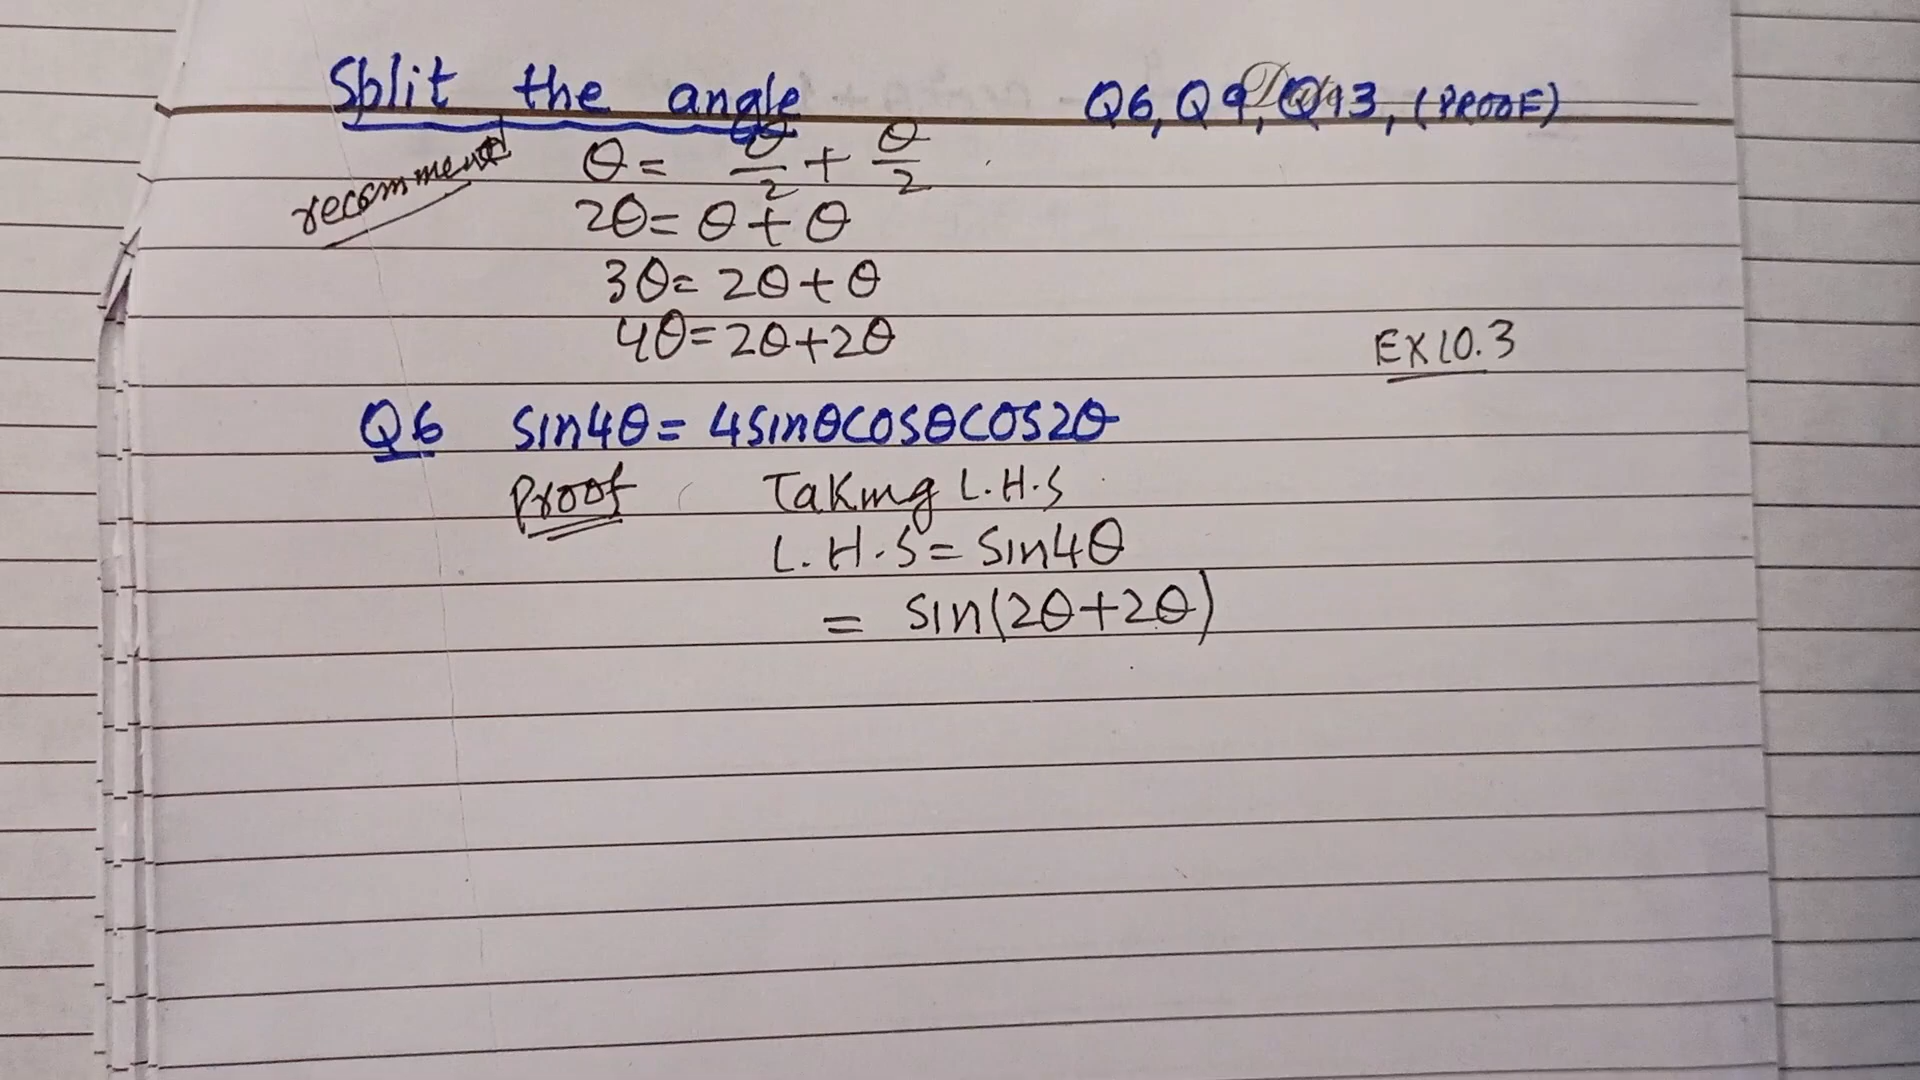 Split the angle Q6, Q9, Q13, (PROOF)
recommend θ = θ/2 + θ/2
2θ = θ + θ
3θ = 2θ + θ
4θ = 2θ + 2θ
EX 10.3
Q6 sin4θ = 4sinθcosθcos2θ
Proof Taking L.H.S
L.H.S = Sin4θ
= Sin(2θ+2θ)